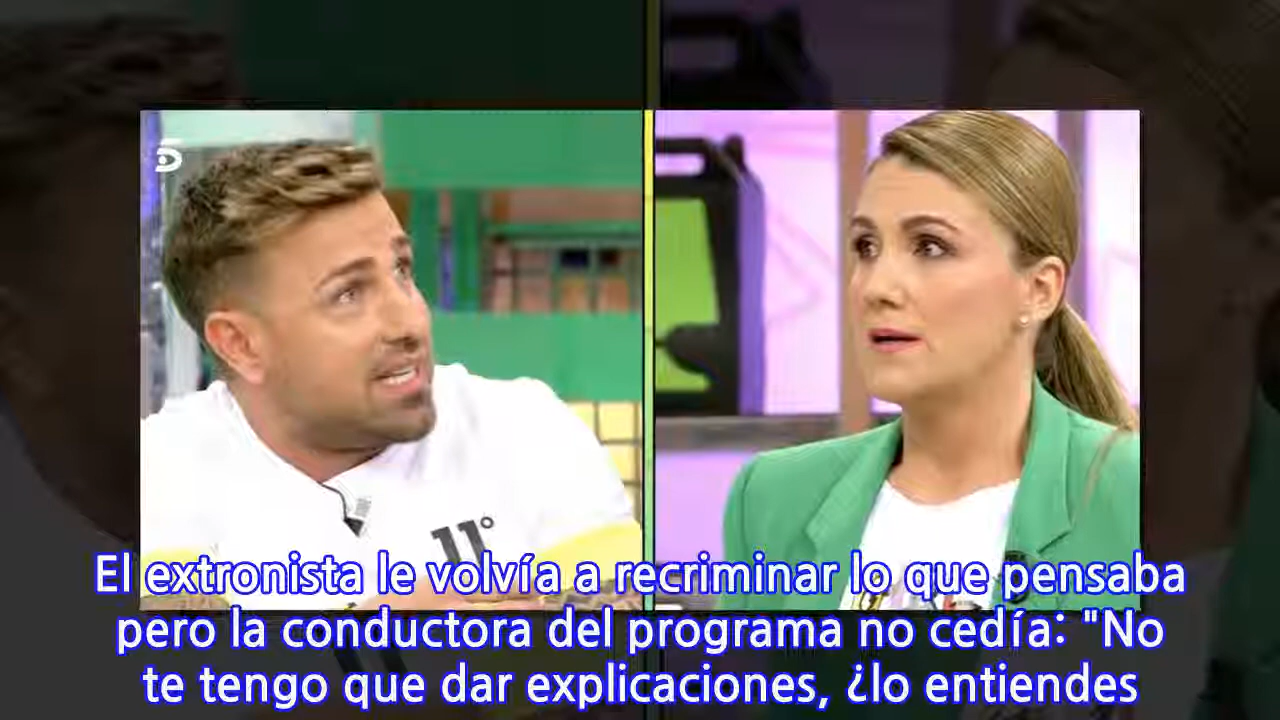 11°
El extronista le volvía a recriminar lo que pensaba
pero la conductora del programa no cedía: "No
te tengo que dar explicaciones, ¿lo entiendes